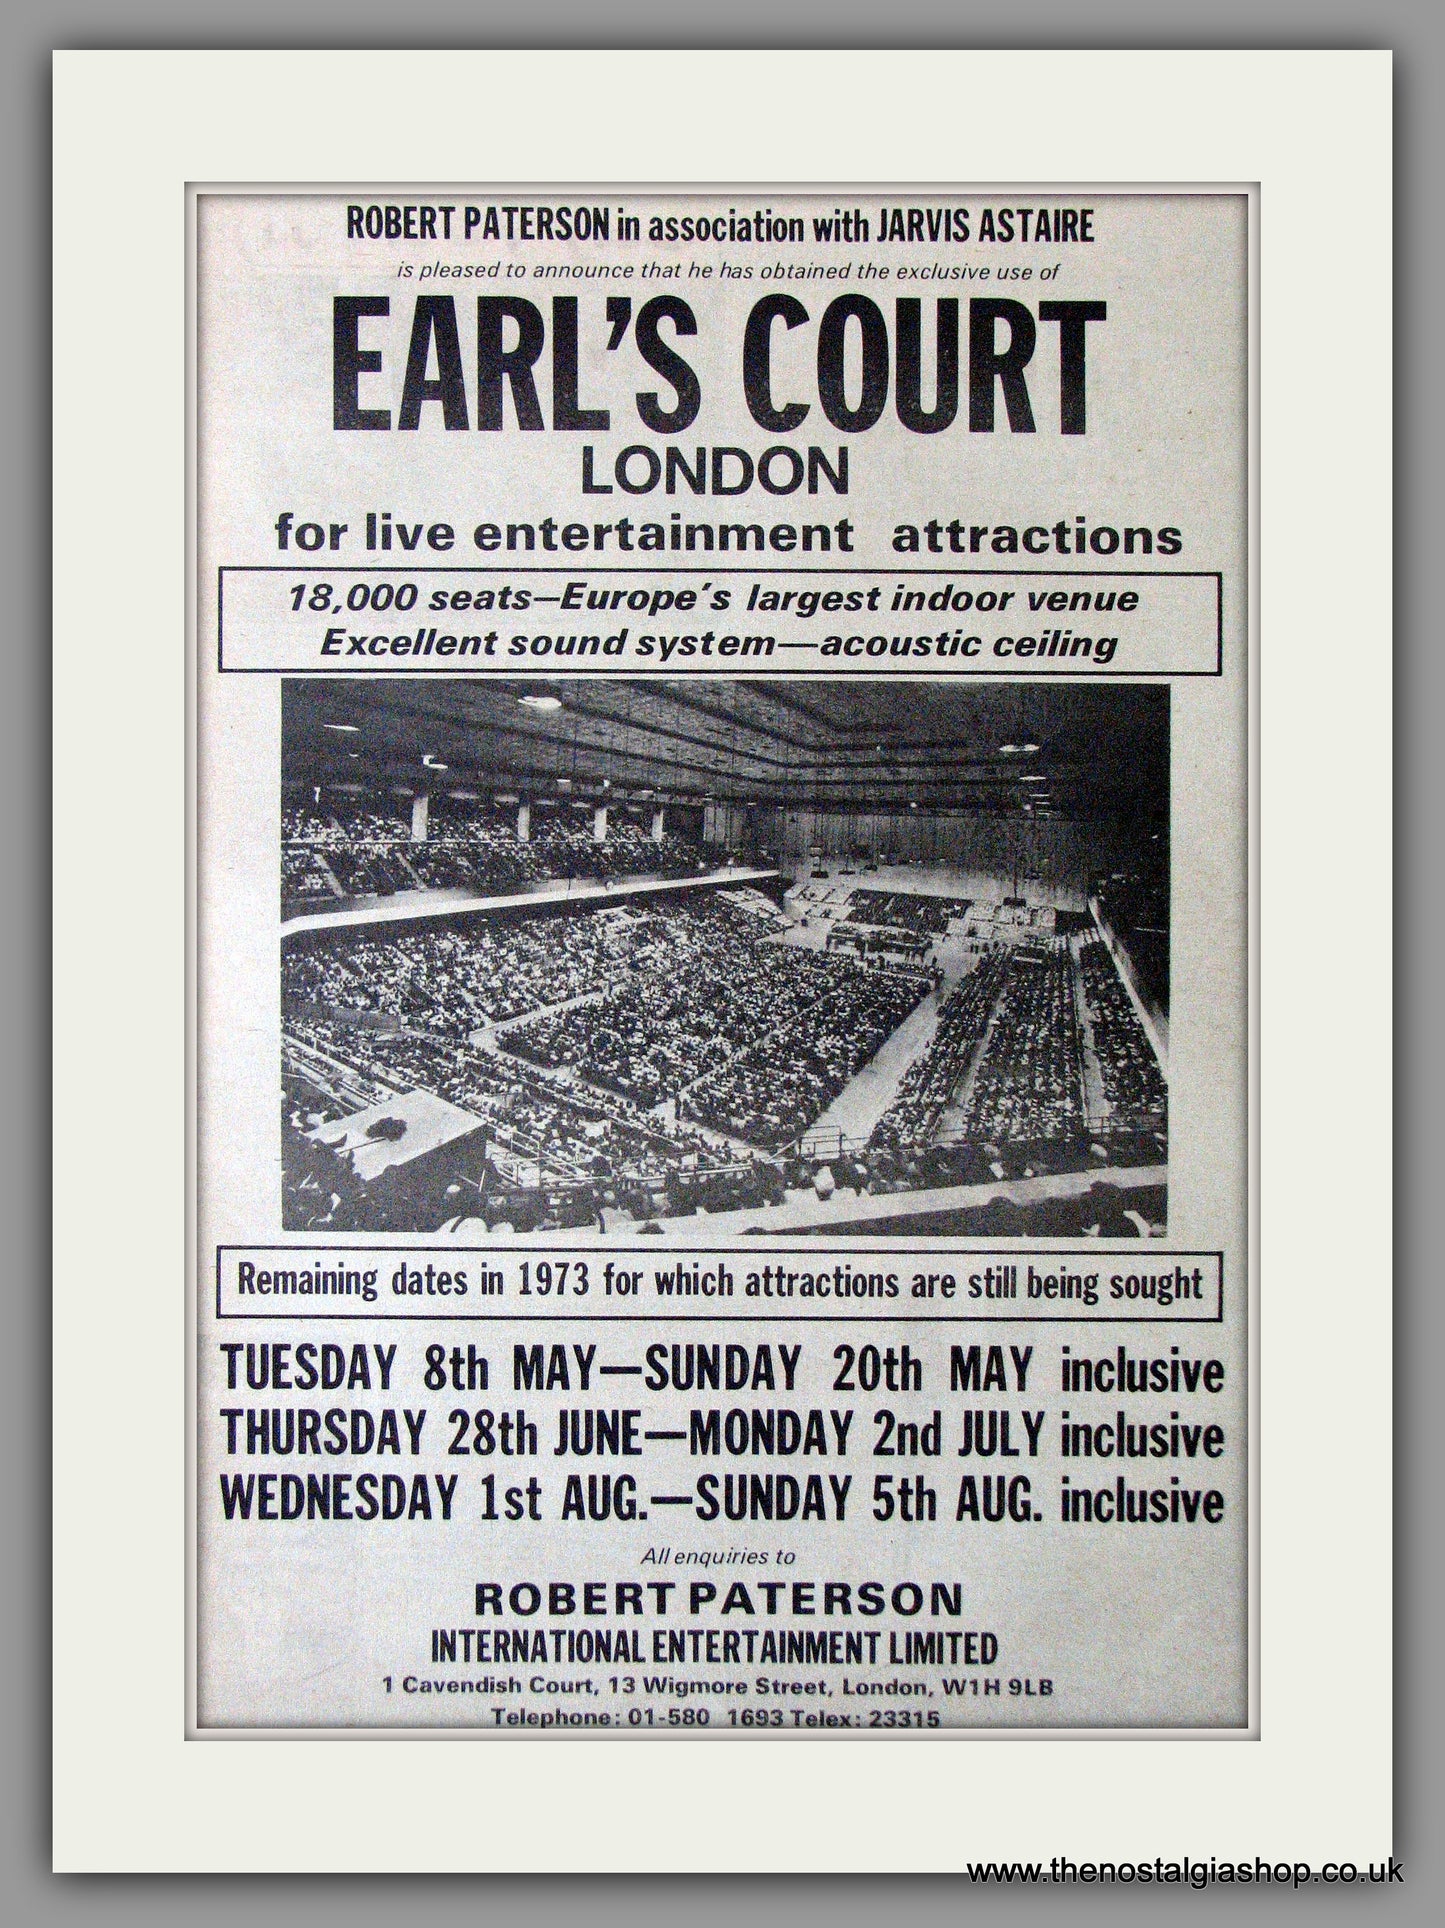 ROBERT PATERSON in association with JARVIS ASTAIRE
is pleased to announce that he has obtained the exclusive use of
EARL'S COURT
LONDON
for live entertainment attractions
18,000 seats—Europe's largest indoor venue
Excellent sound system—acoustic ceiling
Remaining dates in 1973 for which attractions are still being sought
TUESDAY 8th MAY—SUNDAY 20th MAY inclusive
THURSDAY 28th JUNE—MONDAY 2nd JULY inclusive
WEDNESDAY 1st AUG.—SUNDAY 5th AUG. inclusive
All enquiries to
ROBERT PATERSON
INTERNATIONAL ENTERTAINMENT LIMITED
1 Cavendish Court, 13 Wigmore Street, London, W1H 9LB
Telephone: 01-580 1693 Telex: 23315
www.thenostalgiashop.co.uk